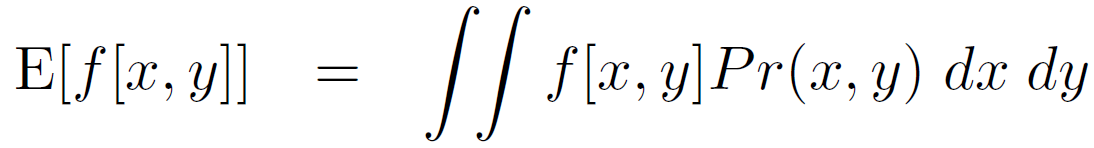 E[f[x, y]] = ∫∫ f[x, y]Pr(x, y) dx dy